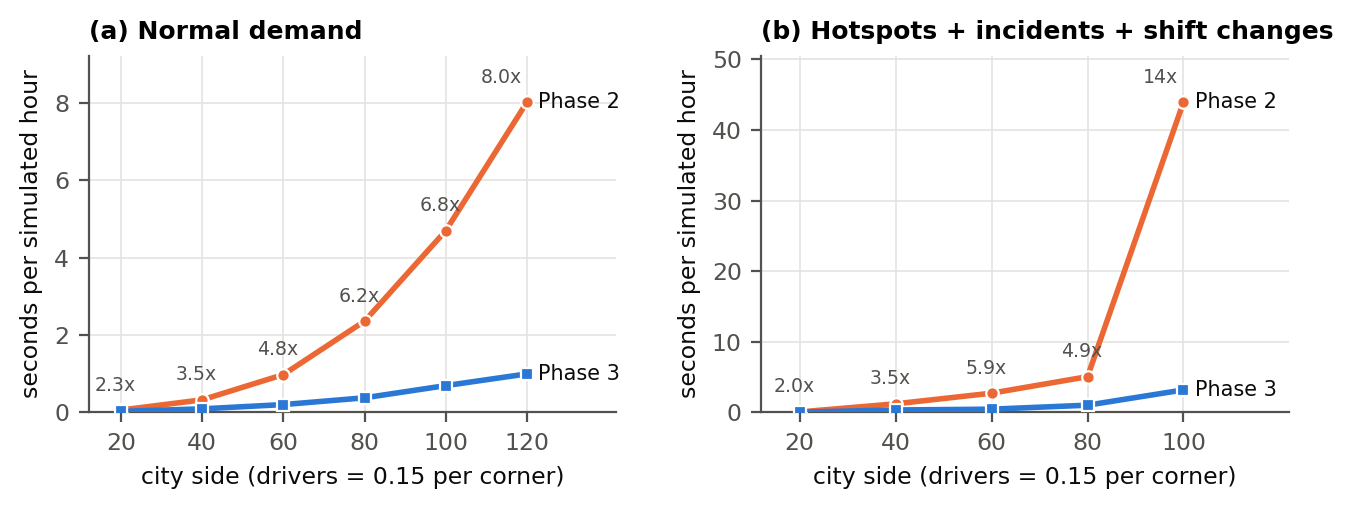 (a) Normal demand
seconds per simulated hour
8
6
4
2
0
2.3x
3.5x
4.8x
6.2x
6.8x
8.0x
Phase 2
Phase 3
20 40 60 80 100 120
city side (drivers = 0.15 per corner)
(b) Hotspots + incidents + shift changes
seconds per simulated hour
50
40
30
20
10
0
2.0x
3.5x
5.9x
4.9x
14x
Phase 2
Phase 3
20 40 60 80 100
city side (drivers = 0.15 per corner)